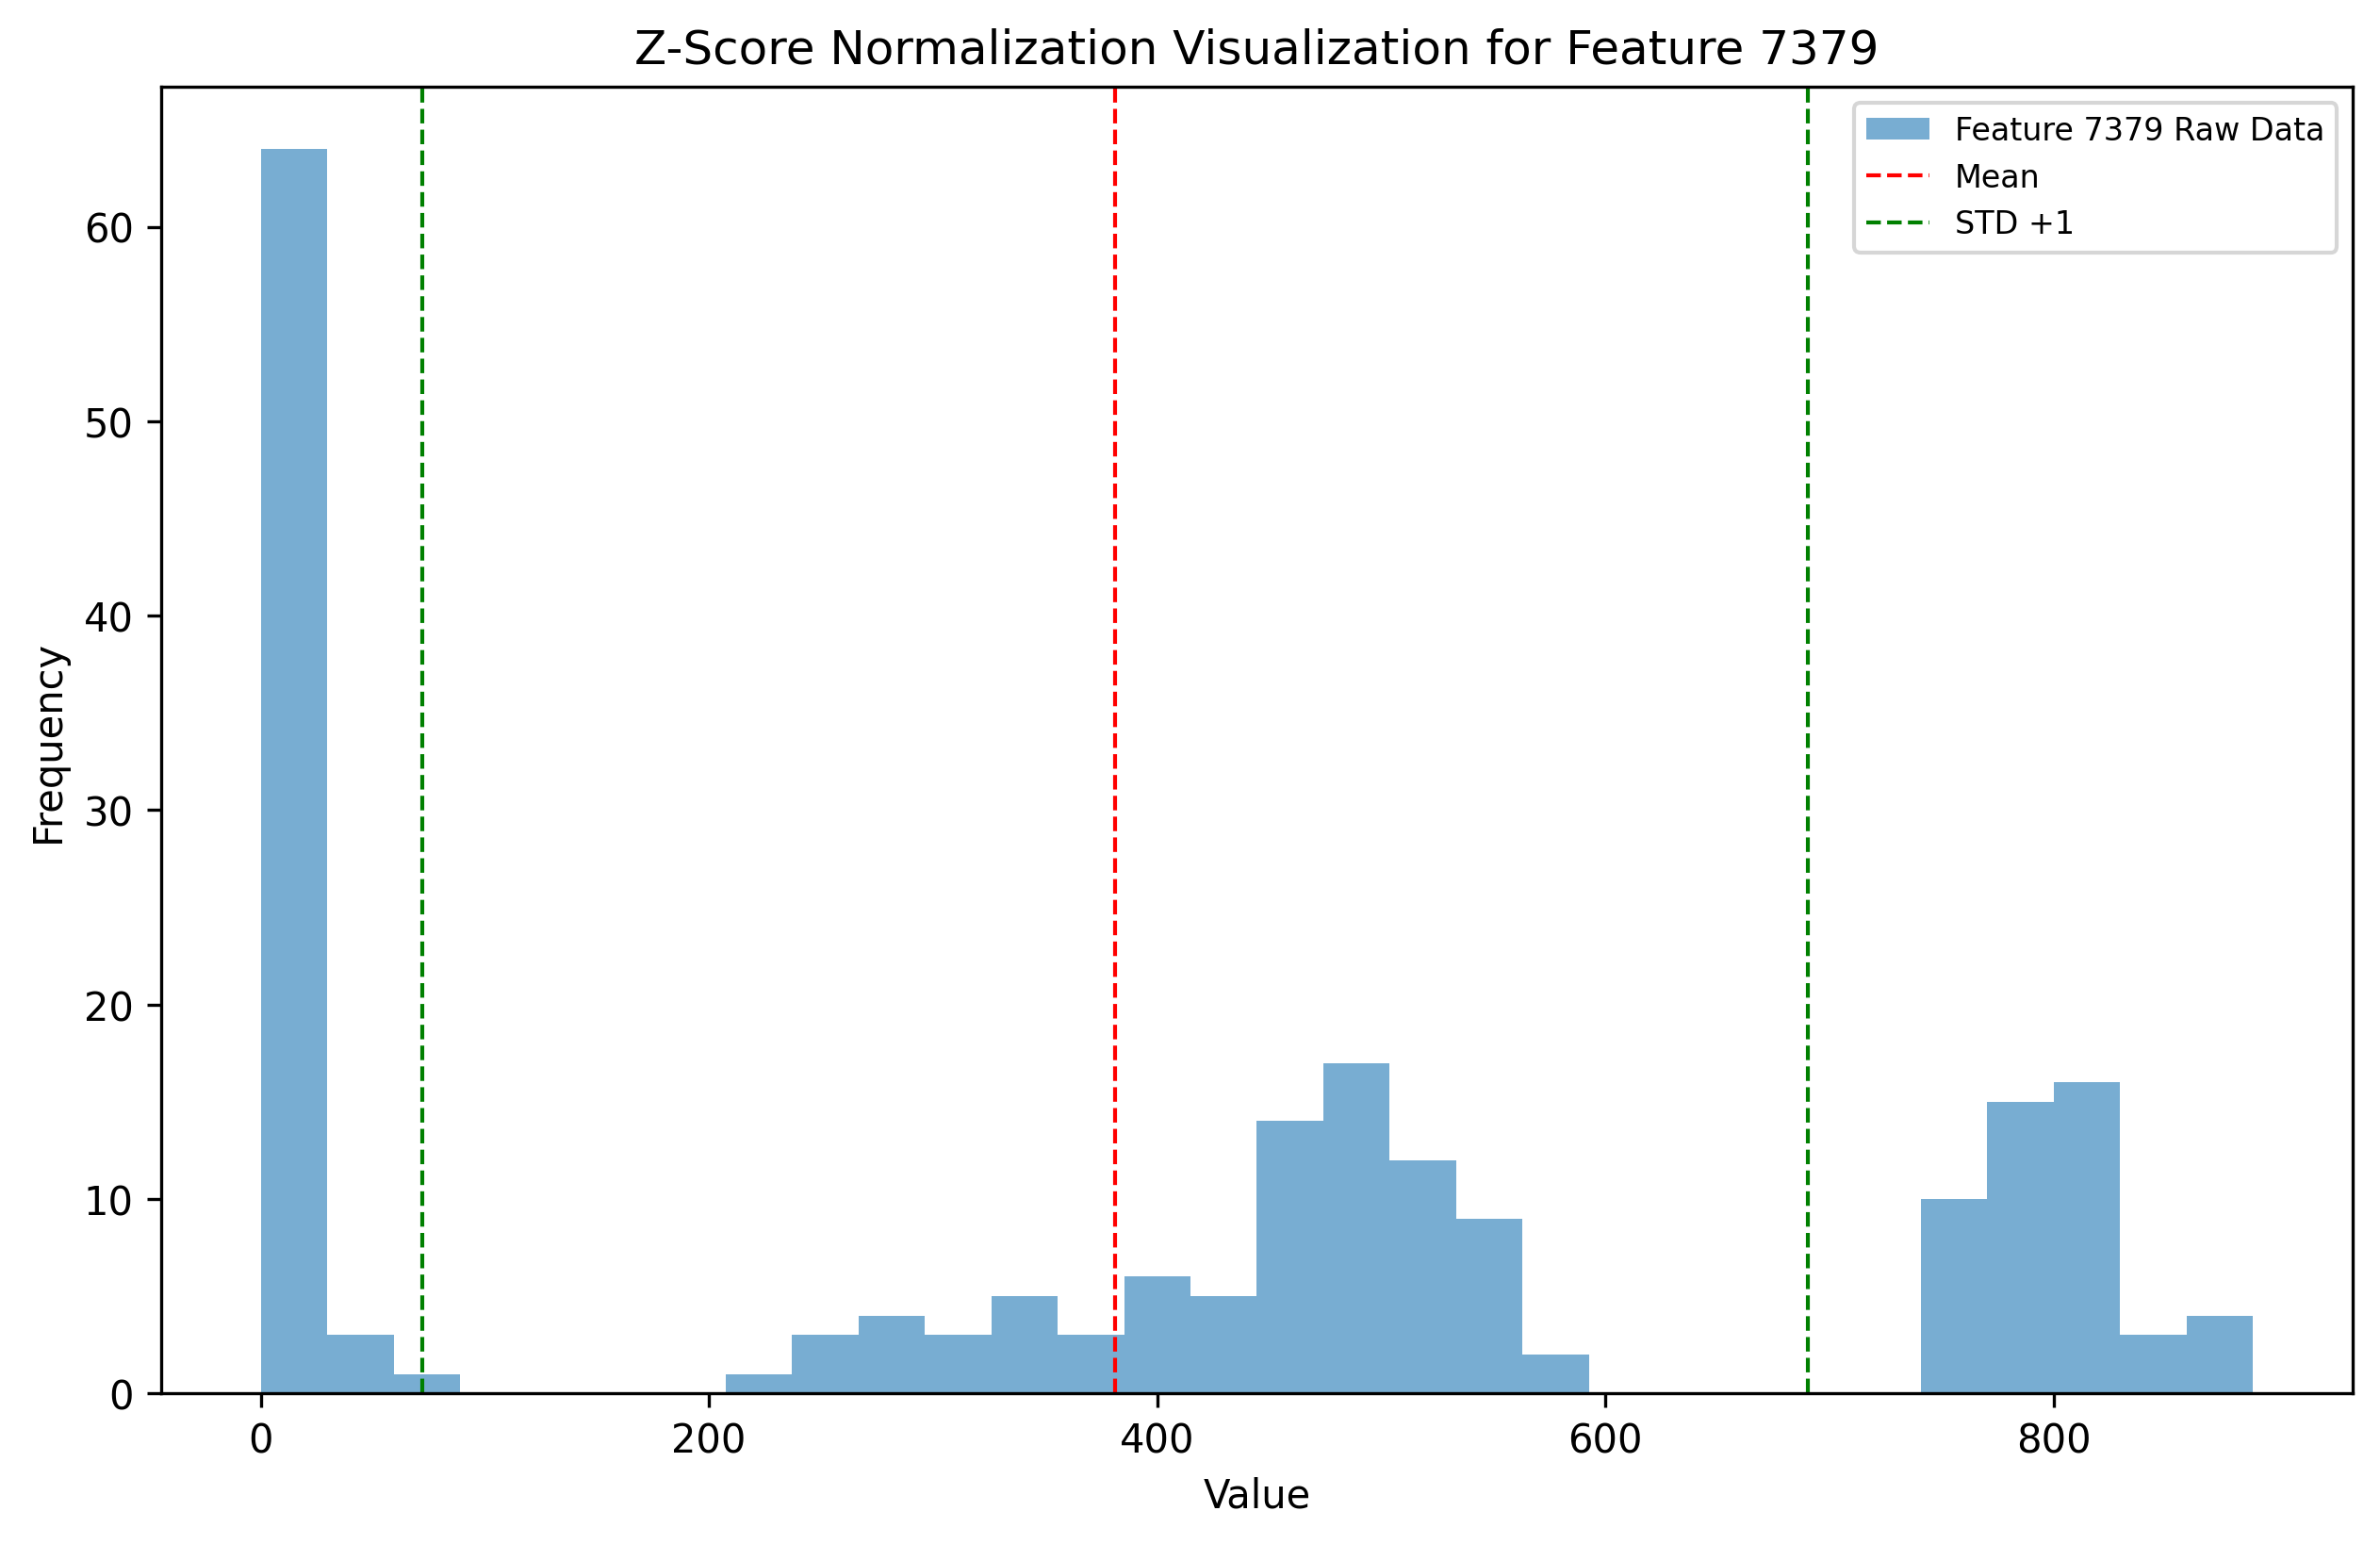 Z-Score Normalization Visualization for Feature 7379
Feature 7379 Raw Data
Mean
STD +1
60
50
40
30
20
10
0
Frequency
0 200 400 600 800
Value